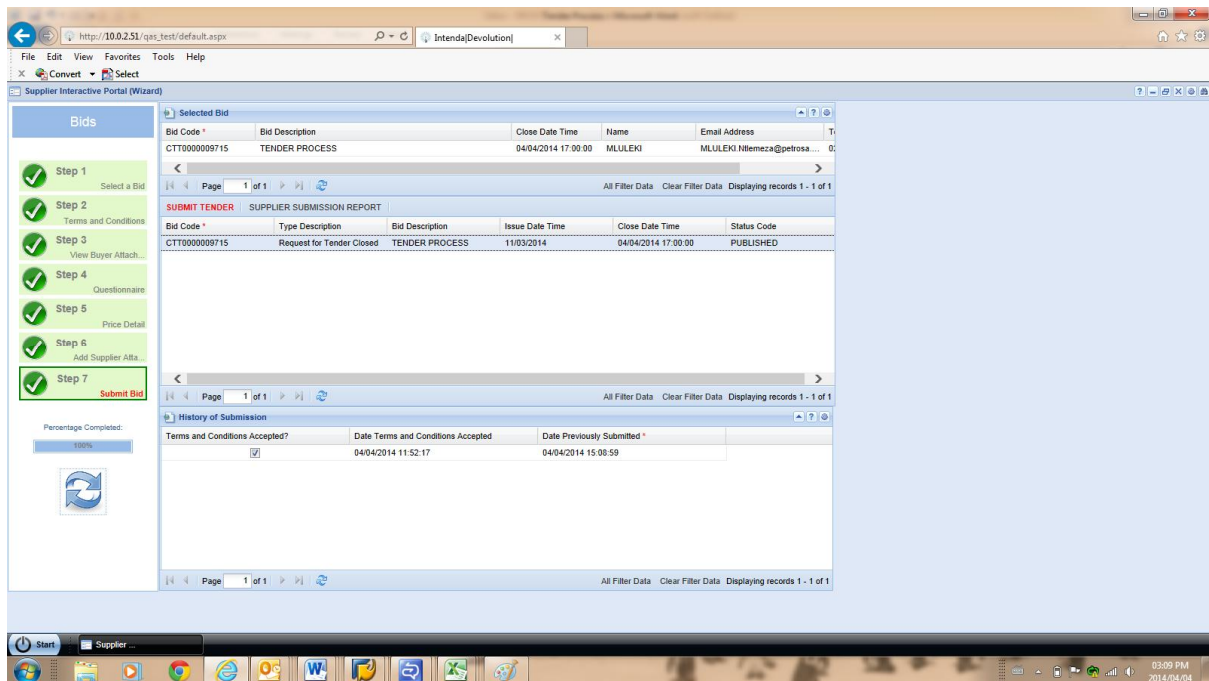 http://10.0.2.51/qas_test/default.aspx
Intenda|Devolution|
File Edit View Favorites Tools Help
Convert Select
Supplier Interactive Portal (Wizard)
Bids
Step 1
Select a Bid
Step 2
Terms and Conditions
Step 3
View Buyer Attach...
Step 4
Questionnaire
Step 5
Price Detail
Step 6
Add Supplier Atta...
Step 7
Submit Bid
Percentage Completed:
100%
Selected Bid
Bid Code * Bid Description Close Date Time Name Email Address
CTT0000009715 TENDER PROCESS 04/04/2014 17:00:00 MLULEKI MLULEKI.Ntlemeza@petrosa....
Page 1 of 1 All Filter Data Clear Filter Data Displaying records 1 - 1 of 1
SUBMIT TENDER SUPPLIER SUBMISSION REPORT
Bid Code * Type Description Bid Description Issue Date Time Close Date Time Status Code
CTT0000009715 Request for Tender Closed TENDER PROCESS 11/03/2014 04/04/2014 17:00:00 PUBLISHED
Page 1 of 1 All Filter Data Clear Filter Data Displaying records 1 - 1 of 1
History of Submission
Terms and Conditions Accepted? Date Terms and Conditions Accepted Date Previously Submitted *
04/04/2014 11:52:17 04/04/2014 15:08:59
Page 1 of 1 All Filter Data Clear Filter Data Displaying records 1 - 1 of 1
Start Supplier ...
03:09 PM
2014/04/04